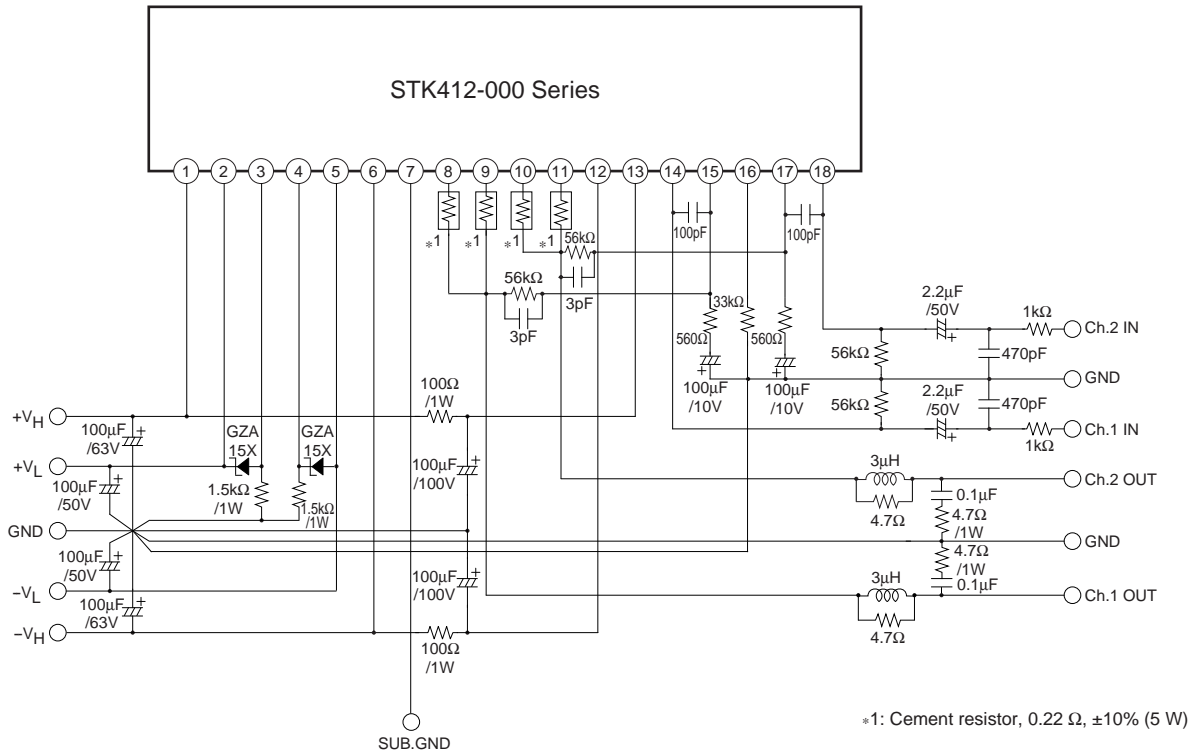 STK412-000 Series
1 2 3 4 5 6 7 8 9 10 11 12 13 14 15 16 17 18
*1 *1 *1 *1
100pF
100pF
56kΩ
3pF
56kΩ
3pF
33kΩ
560Ω
560Ω
100μF
/10V
100μF
/10V
2.2μF
/50V
1kΩ
Ch.2 IN
56kΩ
470pF
GND
56kΩ
2.2μF
/50V
470pF
Ch.1 IN
1kΩ
+VH
100μF
/63V
100Ω
/1W
GZA
15X
GZA
15X
+VL
100μF
/50V
1.5kΩ
/1W
1.5kΩ
/1W
100μF
/100V
3μH
Ch.2 OUT
4.7Ω
0.1μF
4.7Ω
/1W
GND
GND
100μF
/50V
100μF
/100V
4.7Ω
/1W
0.1μF
–VL
100μF
/63V
3μH
Ch.1 OUT
4.7Ω
–VH
100Ω
/1W
SUB.GND
*1: Cement resistor, 0.22 Ω, ±10% (5 W)